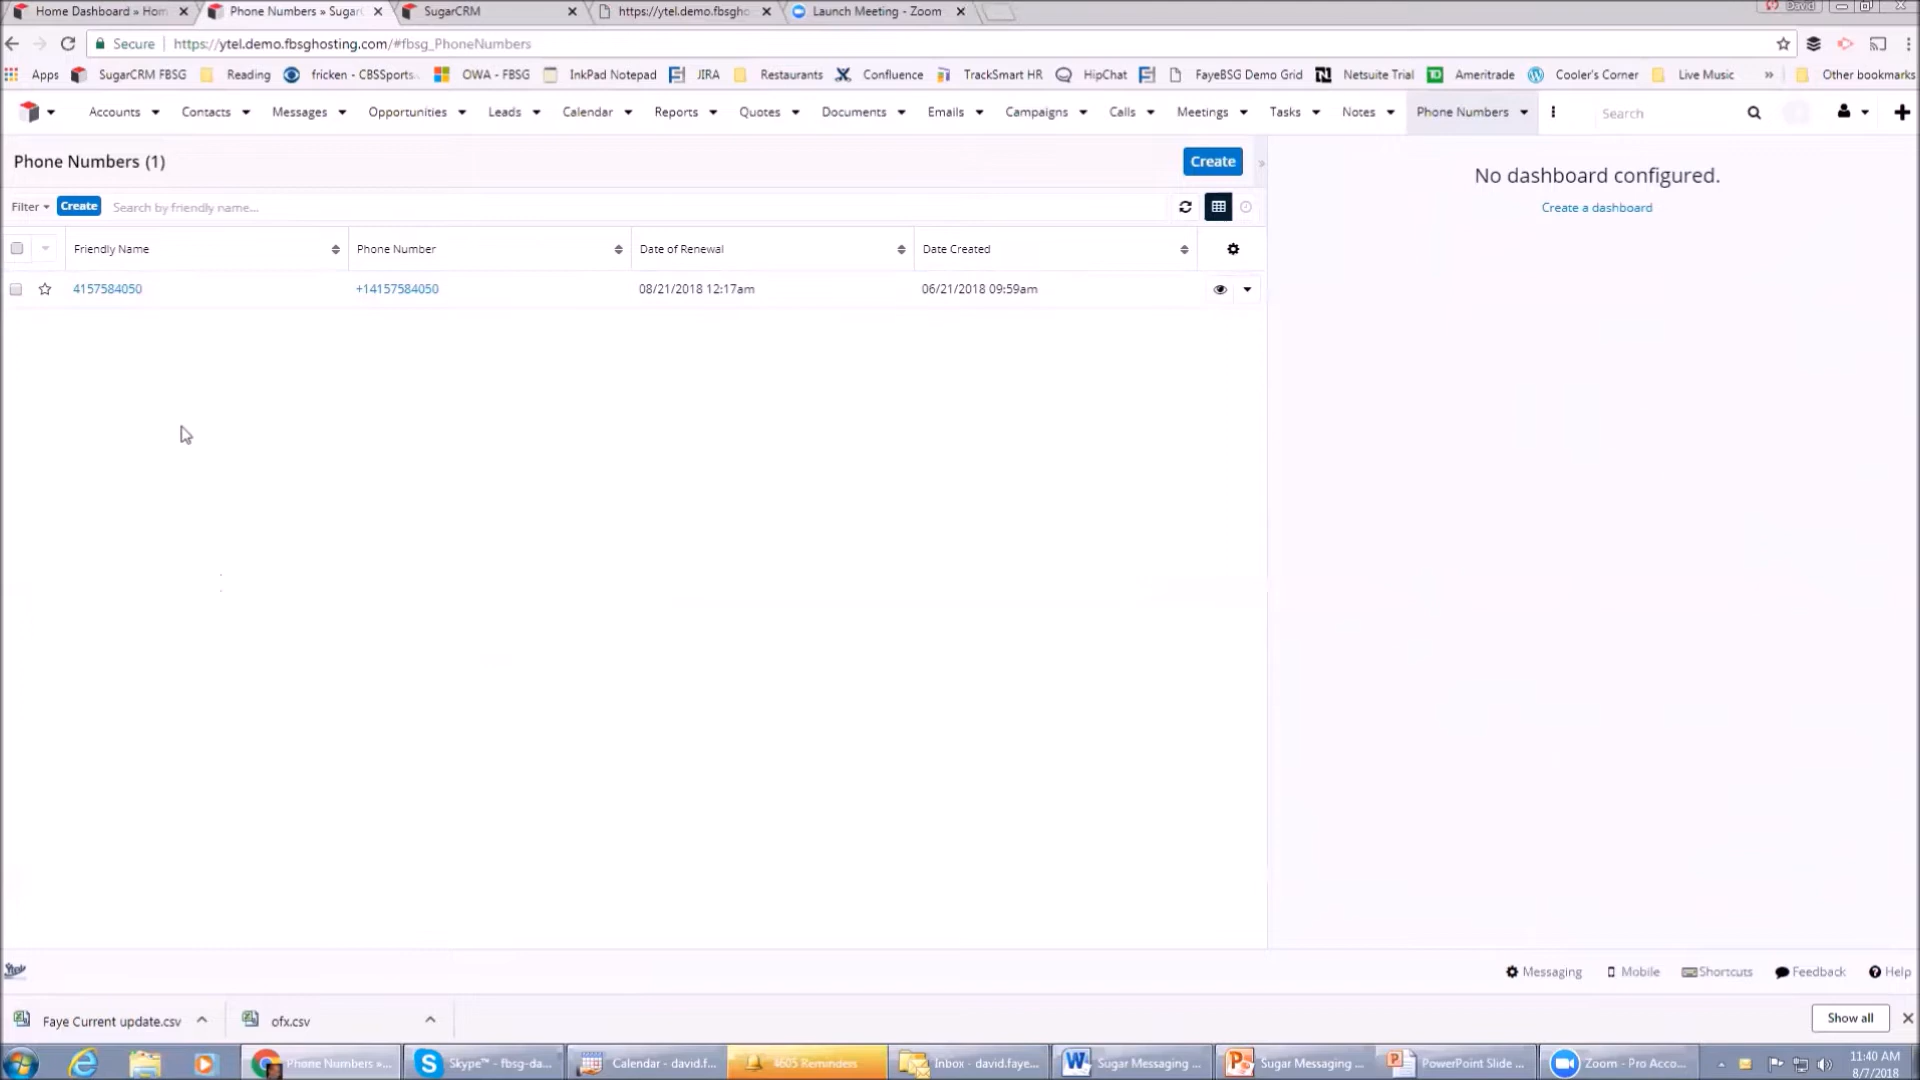 Home Dashboard » Hom
Phone Numbers » Sugar
SugarCRM
https://ytel.demo.fbsgho
Launch Meeting - Zoom
David
Secure
https://ytel.demo.fbsghosting.com/#fbsg_PhoneNumbers
Apps
SugarCRM FBSG
Reading
fricken - CBSSports.
OWA - FBSG
InkPad Notepad
JIRA
Restaurants
Confluence
TrackSmart HR
HipChat
FayeBSG Demo Grid
Netsuite Trial
Ameritrade
Cooler's Corner
Live Music
»
Other bookmarks
Accounts
Contacts
Messages
Opportunities
Leads
Calendar
Reports
Quotes
Documents
Emails
Campaigns
Calls
Meetings
Tasks
Notes
Phone Numbers
Search
Phone Numbers (1)
Create
No dashboard configured.
Create a dashboard
Filter
Create
Search by friendly name...
Friendly Name
Phone Number
Date of Renewal
Date Created
4157584050
+14157584050
08/21/2018 12:17am
06/21/2018 09:59am
Messaging
Mobile
Shortcuts
Feedback
Help
Faye Current update.csv
ofx.csv
Show all
Phone Numbers »...
Skype™ - fbsg-da...
Calendar - david.f...
4605 Reminders
Inbox - david.faye...
Sugar Messaging ...
Sugar Messaging ...
PowerPoint Slide ...
Zoom - Pro Acco...
11:40 AM
8/7/2018